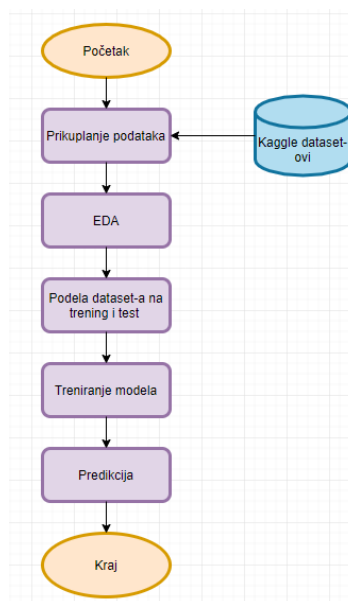 Početak
Prikuplanje podataka
Kaggle dataset-
ovi
EDA
Podela dataset-a na
trening i test
Treniranje modela
Predikcija
Kraj